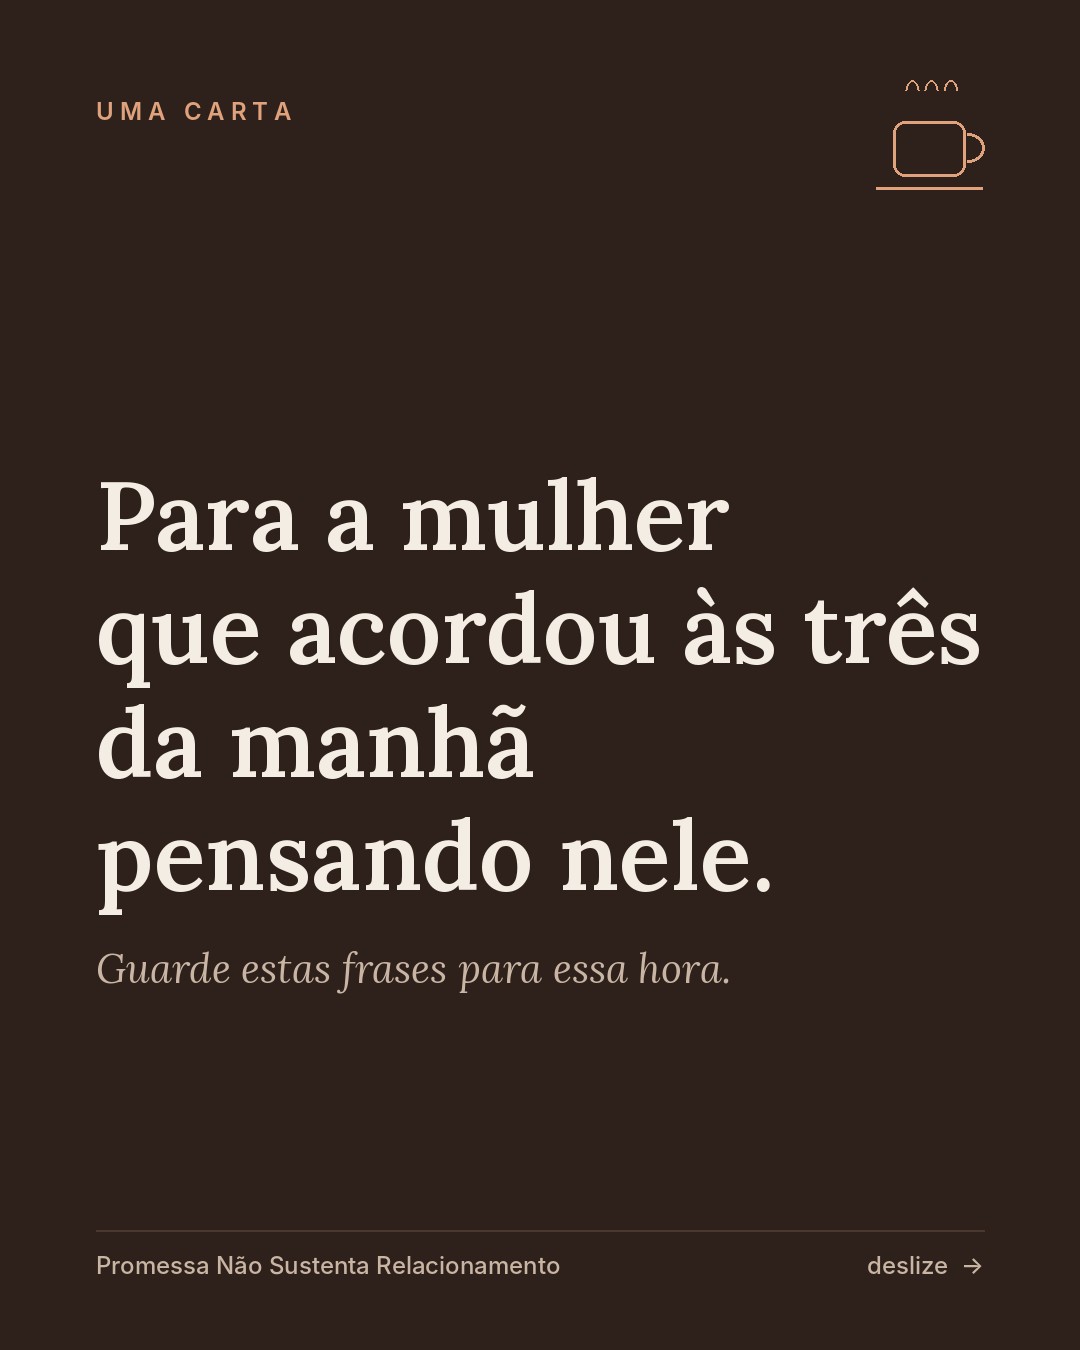 UMA CARTA
Para a mulher
que acordou às três
da manhã
pensando nele.
Guarde estas frases para essa hora.
Promessa Não Sustenta Relacionamento
deslize →